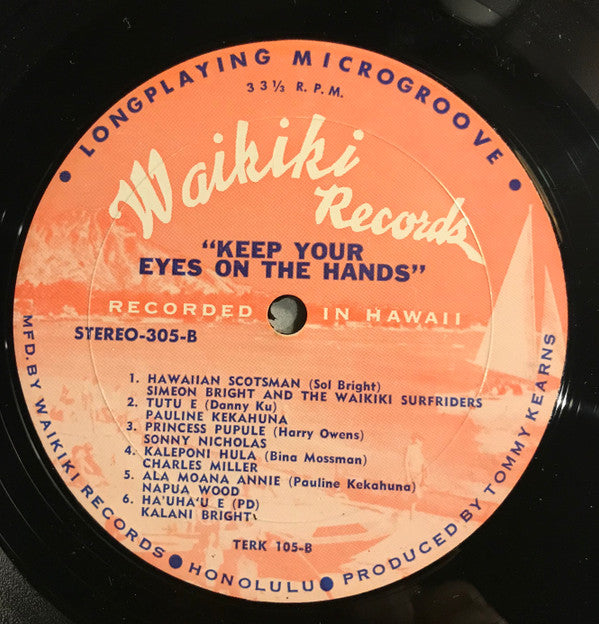 • LONGPLAYING MICROGROOVE •
33⅓ R.P.M.
Waikiki
Records
"KEEP YOUR
EYES ON THE HANDS"
RECORDED IN HAWAII
STEREO-305-B
1. HAWAIIAN SCOTSMAN (Sol Bright)
SIMEON BRIGHT AND THE WAIKIKI SURFRIDERS
2. TUTU E (Danny Ku)
PAULINE KEKAHUNA
3. PRINCESS PUPULE (Harry Owens)
SONNY NICHOLAS
4. KALEPONI HULA (Bina Mossman)
CHARLES MILLER
5. ALA MOANA ANNIE (Pauline Kekahuna)
NAPUA WOOD
6. HA'UHA'U E (PD)
KALANI BRIGHT
TERK 105-B
MFD. BY WAIKIKI RECORDS • HONOLULU • PRODUCED BY TOMMY KEARNS